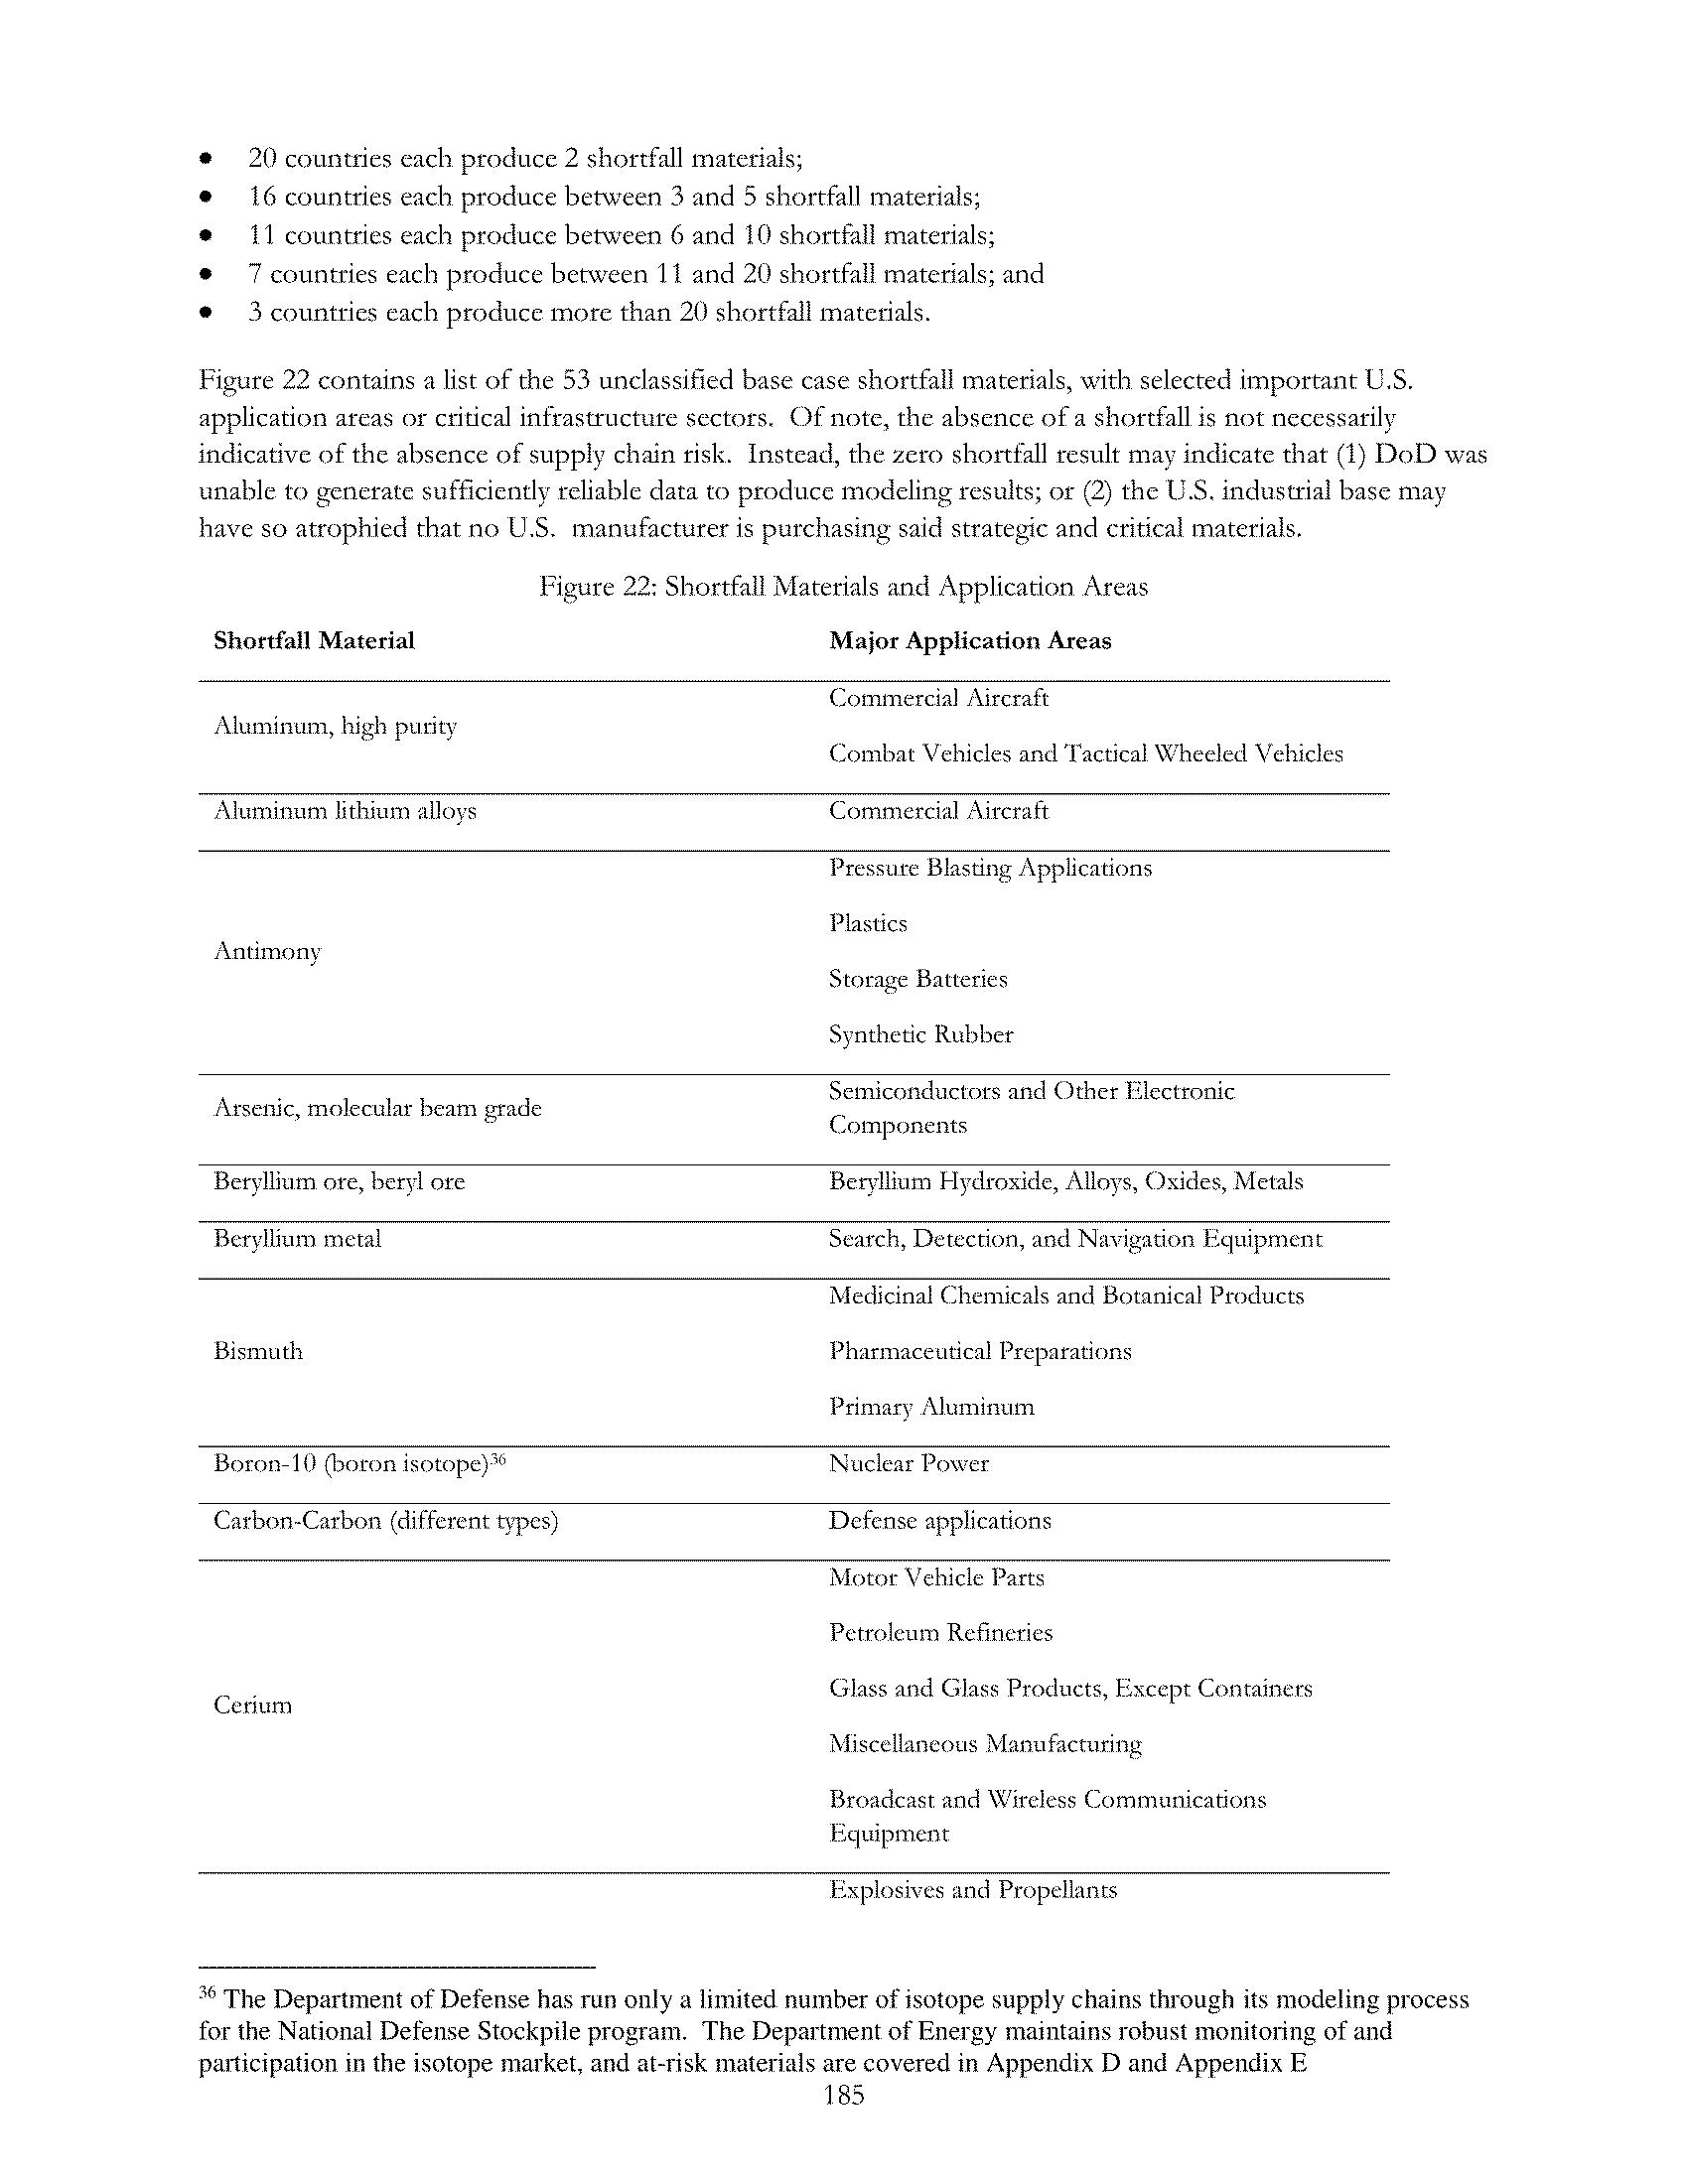 • 20 countries each produce 2 shortfall materials;
• 16 countries each produce between 3 and 5 shortfall materials;
• 11 countries each produce between 6 and 10 shortfall materials;
• 7 countries each produce between 11 and 20 shortfall materials; and
• 3 countries each produce more than 20 shortfall materials.
Figure 22 contains a list of the 53 unclassified base case shortfall materials, with selected important U.S.
application areas or critical infrastructure sectors. Of note, the absence of a shortfall is not necessarily
indicative of the absence of supply chain risk. Instead, the zero shortfall result may indicate that (1) DoD was
unable to generate sufficiently reliable data to produce modeling results; or (2) the U.S. industrial base may
have so atrophied that no U.S. manufacturer is purchasing said strategic and critical materials.
Figure 22: Shortfall Materials and Application Areas
Shortfall Material Major Application Areas
Aluminum, high purity
Commercial Aircraft
Combat Vehicles and Tactical Wheeled Vehicles
Aluminum lithium alloys Commercial Aircraft
Antimony
Pressure Blasting Applications
Plastics
Storage Batteries
Synthetic Rubber
Arsenic, molecular beam grade
Semiconductors and Other Electronic
Components
Beryllium ore, beryl ore Beryllium Hydroxide, Alloys, Oxides, Metals
Beryllium metal Search, Detection, and Navigation Equipment
Bismuth
Medicinal Chemicals and Botanical Products
Pharmaceutical Preparations
Primary Aluminum
Boron-10 (boron isotope)36 Nuclear Power
Carbon-Carbon (different types) Defense applications
Cerium
Motor Vehicle Parts
Petroleum Refineries
Glass and Glass Products, Except Containers
Miscellaneous Manufacturing
Broadcast and Wireless Communications
Equipment
Explosives and Propellants
36 The Department of Defense has run only a limited number of isotope supply chains through its modeling process
for the National Defense Stockpile program. The Department of Energy maintains robust monitoring of and
participation in the isotope market, and at-risk materials are covered in Appendix D and Appendix E
185